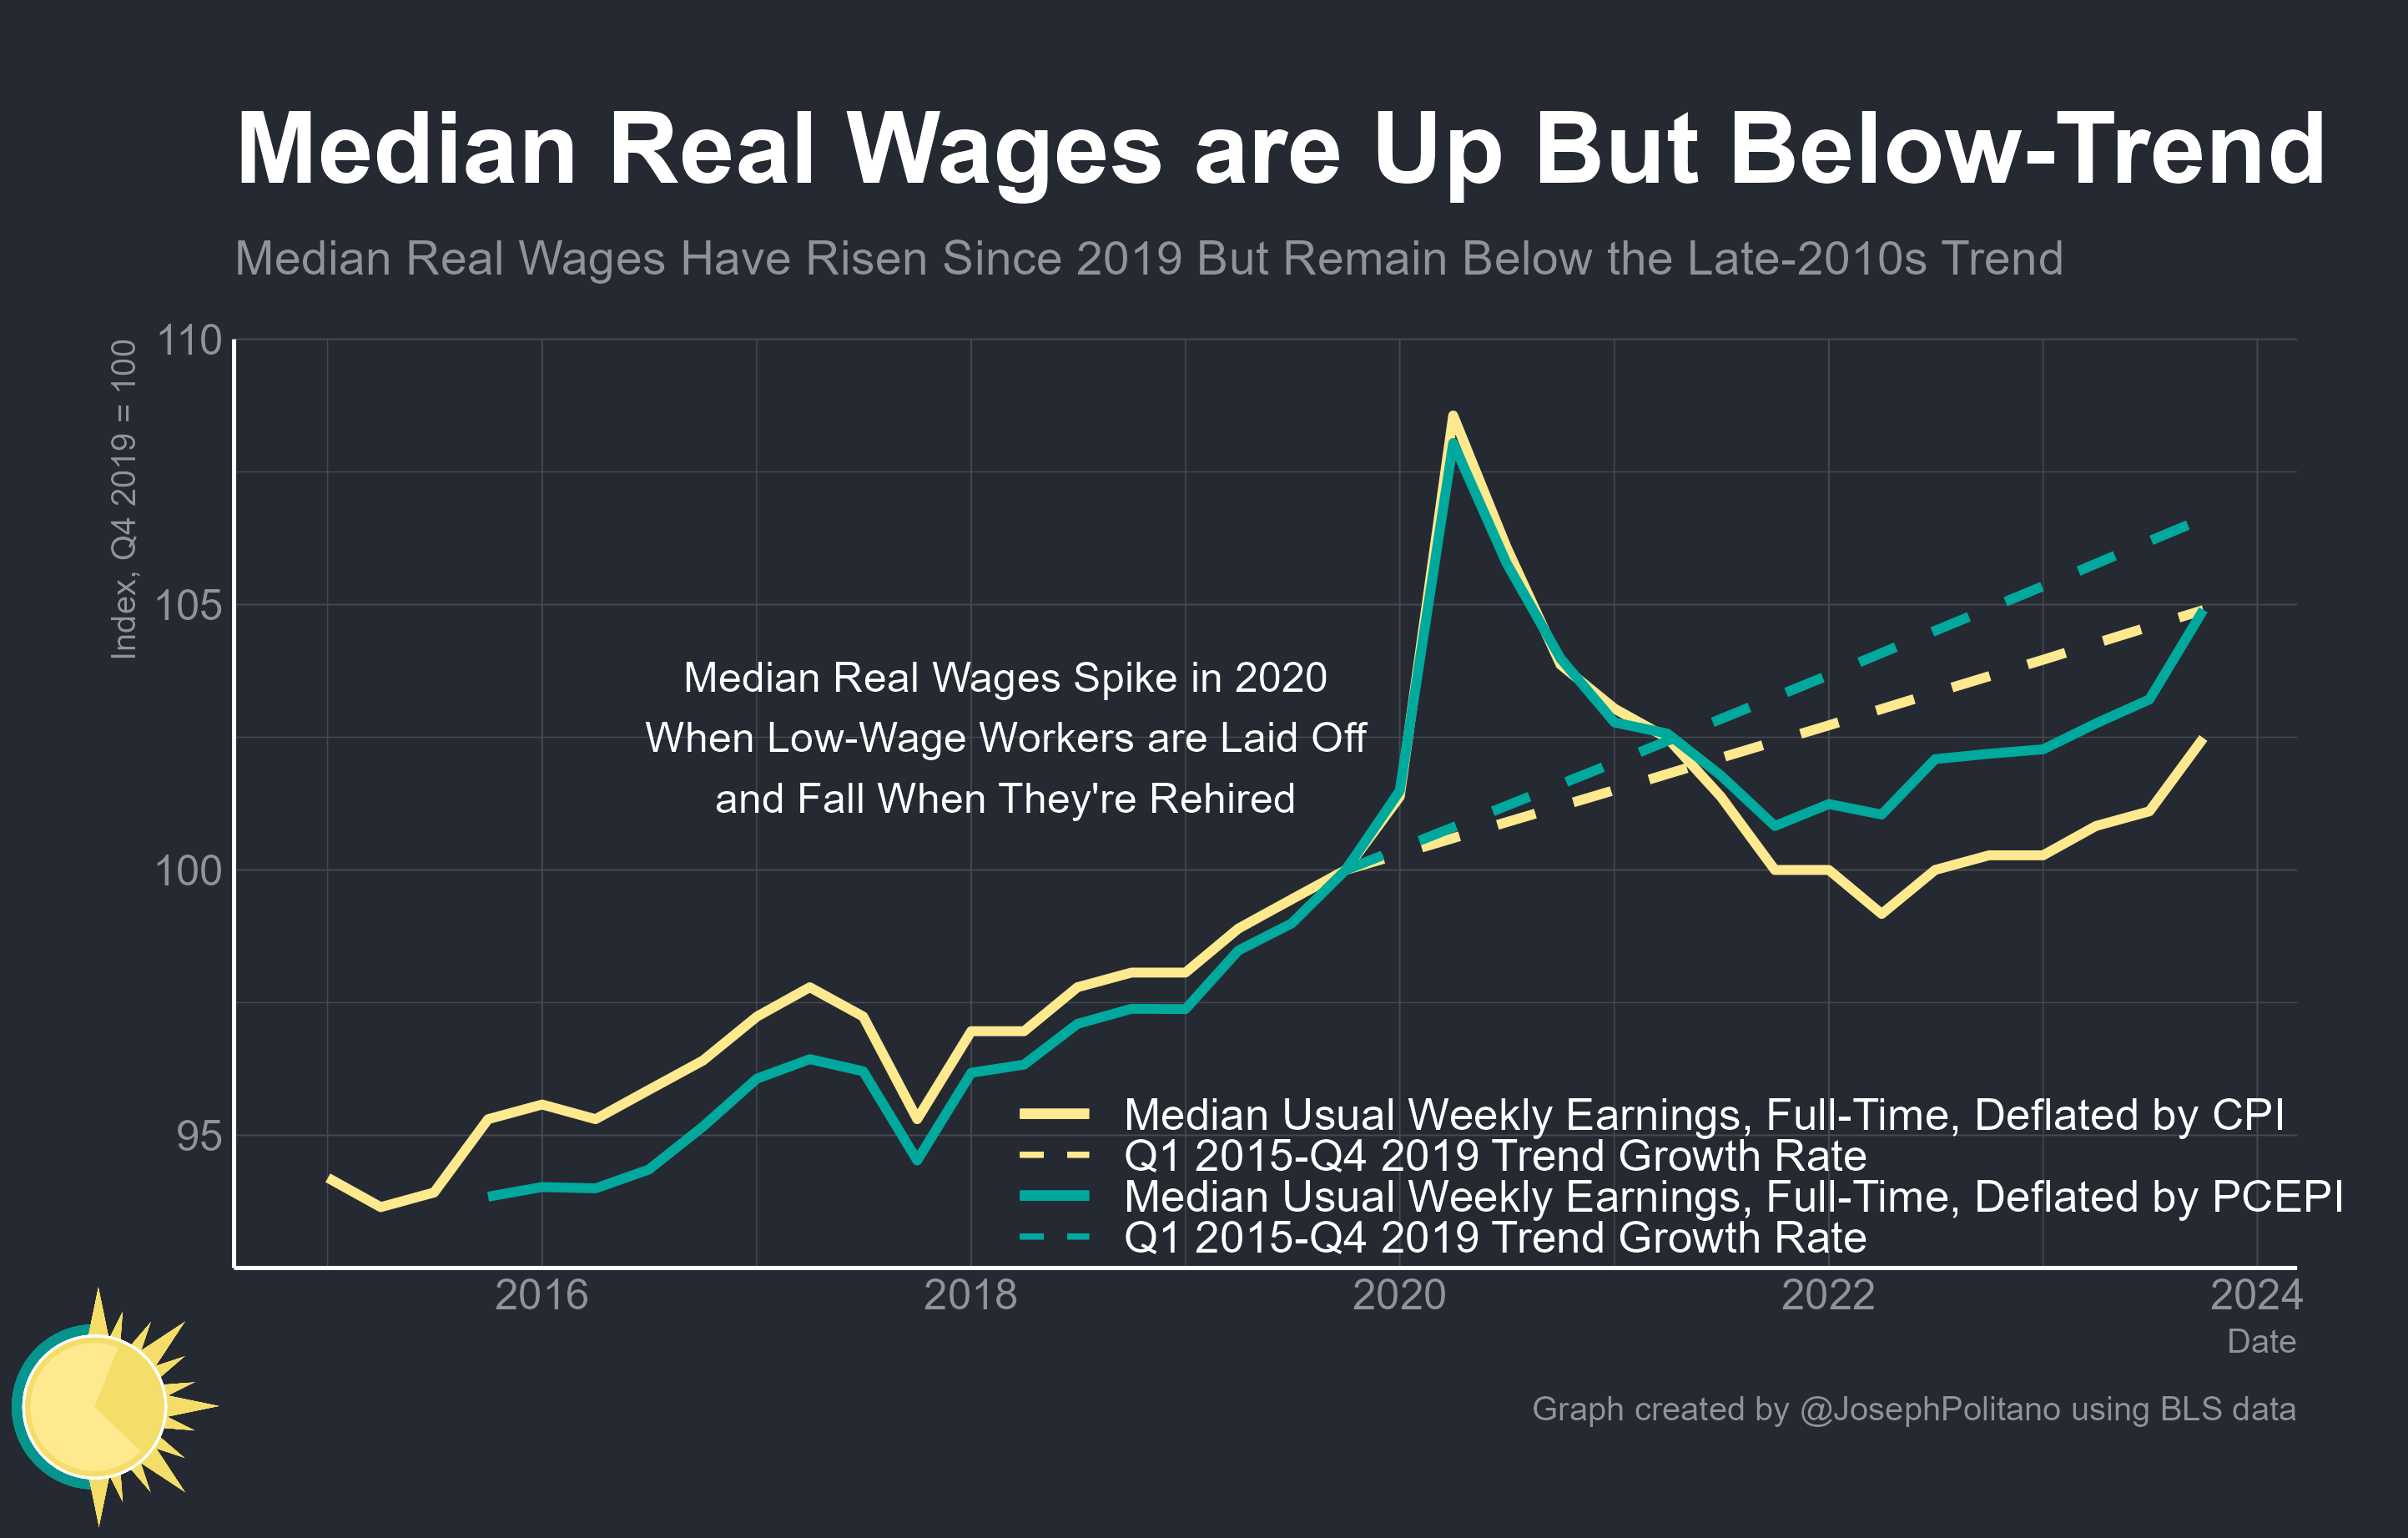 Median Real Wages are Up But Below-Trend
Median Real Wages Have Risen Since 2019 But Remain Below the Late-2010s Trend
Index, Q4 2019 = 100
110
105
100
95
Median Real Wages Spike in 2020
When Low-Wage Workers are Laid Off
and Fall When They're Rehired
Median Usual Weekly Earnings, Full-Time, Deflated by CPI
Q1 2015-Q4 2019 Trend Growth Rate
Median Usual Weekly Earnings, Full-Time, Deflated by PCEPI
Q1 2015-Q4 2019 Trend Growth Rate
2016 2018 2020 2022 2024
Date
Graph created by @JosephPolitano using BLS data